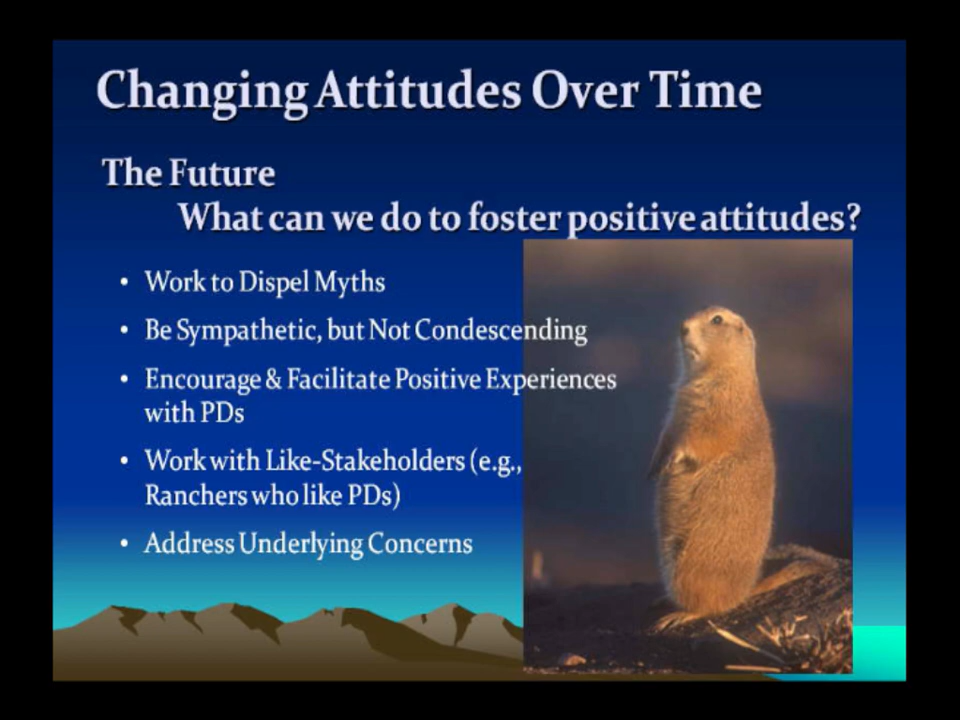 Changing Attitudes Over Time
The Future
What can we do to foster positive attitudes?
• Work to Dispel Myths
• Be Sympathetic, but Not Condescending
• Encourage & Facilitate Positive Experiences
with PDs
• Work with Like-Stakeholders (e.g.,
Ranchers who like PDs)
• Address Underlying Concerns